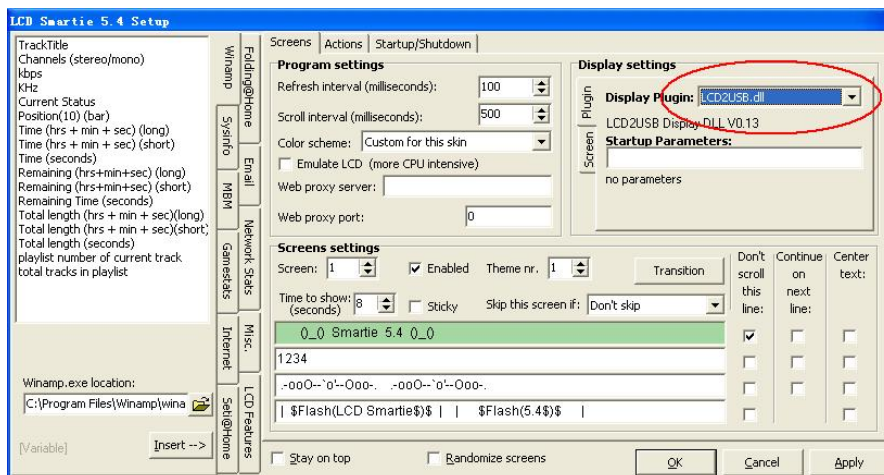 LCD Smartie 5.4 Setup
TrackTitle
Channels (stereo/mono)
kbps
KHz
Current Status
Position(10) (bar)
Time (hrs + min + sec) (long)
Time (hrs + min + sec) (short)
Time (seconds)
Remaining (hrs+min+sec) (long)
Remaining (hrs+min+sec) (short)
Remaining Time (seconds)
Total length (hrs + min + sec)(long)
Total length (hrs + min + sec)(short)
Total length (seconds)
playlist number of current track
total tracks in playlist
Winamp.exe location:
C:\Program Files\Winamp\wina
[Variable]
Insert -->
Winamp
Sysinfo
MBM
Gamestats
Internet
Seti@Home
Folding@Home
Email
Network Stats
Misc.
LCD Features
Screens
Actions
Startup/Shutdown
Program settings
Refresh interval (milliseconds):
100
Scroll interval (milliseconds):
500
Color scheme:
Custom for this skin
Emulate LCD (more CPU intensive)
Web proxy server:
Web proxy port:
0
Display settings
Plugin
Screen
Display Plugin:
LCD2USB.dll
LCD2USB Display DLL V0.13
Startup Parameters:
no parameters
Screens settings
Screen:
1
Enabled
Theme nr.
1
Transition
Time to show:
(seconds)
8
Sticky
Skip this screen if:
Don't skip
Don't
scroll
this
line:
Continue
on
next
line:
Center
text:
()_() Smartie 5.4 ()_()
1234
.-ooO--`o'--Ooo-. .-ooO--`o'--Ooo-.
| $Flash(LCD Smartie$)$ | | $Flash(5.4$)$ |
Stay on top
Randomize screens
OK
Cancel
Apply